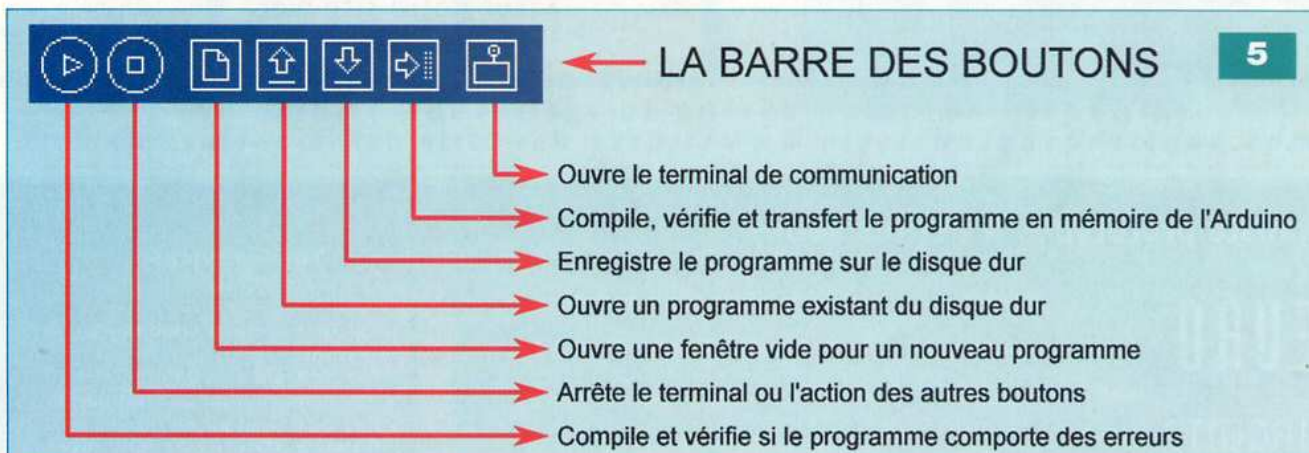 LA BARRE DES BOUTONS 5
Ouvre le terminal de communication
Compile, vérifie et transfert le programme en mémoire de l'Arduino
Enregistre le programme sur le disque dur
Ouvre un programme existant du disque dur
Ouvre une fenêtre vide pour un nouveau programme
Arrête le terminal ou l'action des autres boutons
Compile et vérifie si le programme comporte des erreurs